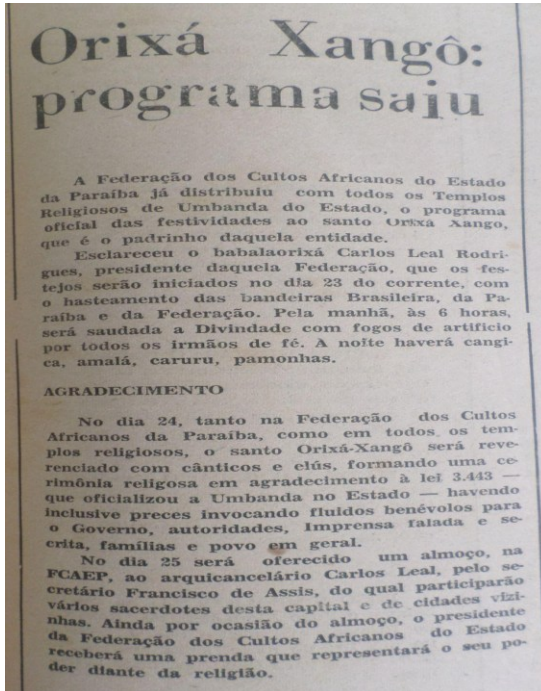 Orixá Xangô:
programa saiu
A Federação dos Cultos Africanos do Estado
da Paraíba já distribuiu com todos os Templos
Religiosos de Umbanda do Estado, o programa
oficial das festividades ao santo Orixá Xango,
que é o padrinho daquela entidade.
Esclareceu o babalaorixá Carlos Leal Rodri-
gues, presidente daquela Federação, que os fes-
tejos serão iniciados no dia 23 do corrente, com
o hasteamento das bandeiras Brasileira, da Pa-
raíba e da Federação. Pela manhã, às 6 horas,
será saudada a Divindade com fogos de artifício
por todos os irmãos de fé. A noite haverá cangi-
ca, amalá, caruru, pamonhas.
AGRADECIMENTO
No dia 24, tanto na Federação dos Cultos
Africanos da Paraíba, como em todos os tem-
plos religiosos, o santo Orixá-Xangô será reve-
renciado com cânticos e elús, formando uma ce-
rimônia religosa em agradecimento à lei 3.443 —
que oficializou a Umbanda no Estado — havendo
inclusive preces invocando fluidos benévolos para
o Governo, autoridades, Imprensa falada e se-
crita, famílias e povo em geral.
No dia 25 será oferecido um almoço, na
FCAEP, ao arquicancelário Carlos Leal, pelo se-
cretário Francisco de Assis, do qual participarão
vários sacerdotes desta capital e de cidades vizi-
nhas. Ainda por ocasião do almoço, o presidente
da Federação dos Cultos Africanos do Estado
receberá uma prenda que representará o seu po-
der diante da religião.